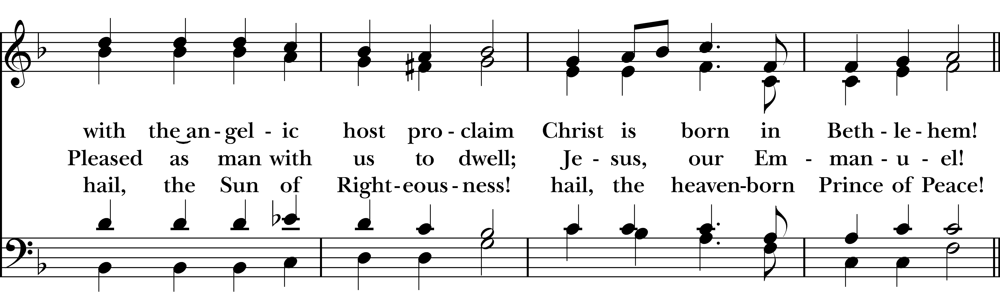 with the an - gel - ic host pro - claim Christ is born in Beth - le - hem!
Pleased as man with us to dwell; Je - sus, our Em - man - u - el!
hail, the Sun of Right - eous - ness! hail, the heaven-born Prince of Peace!